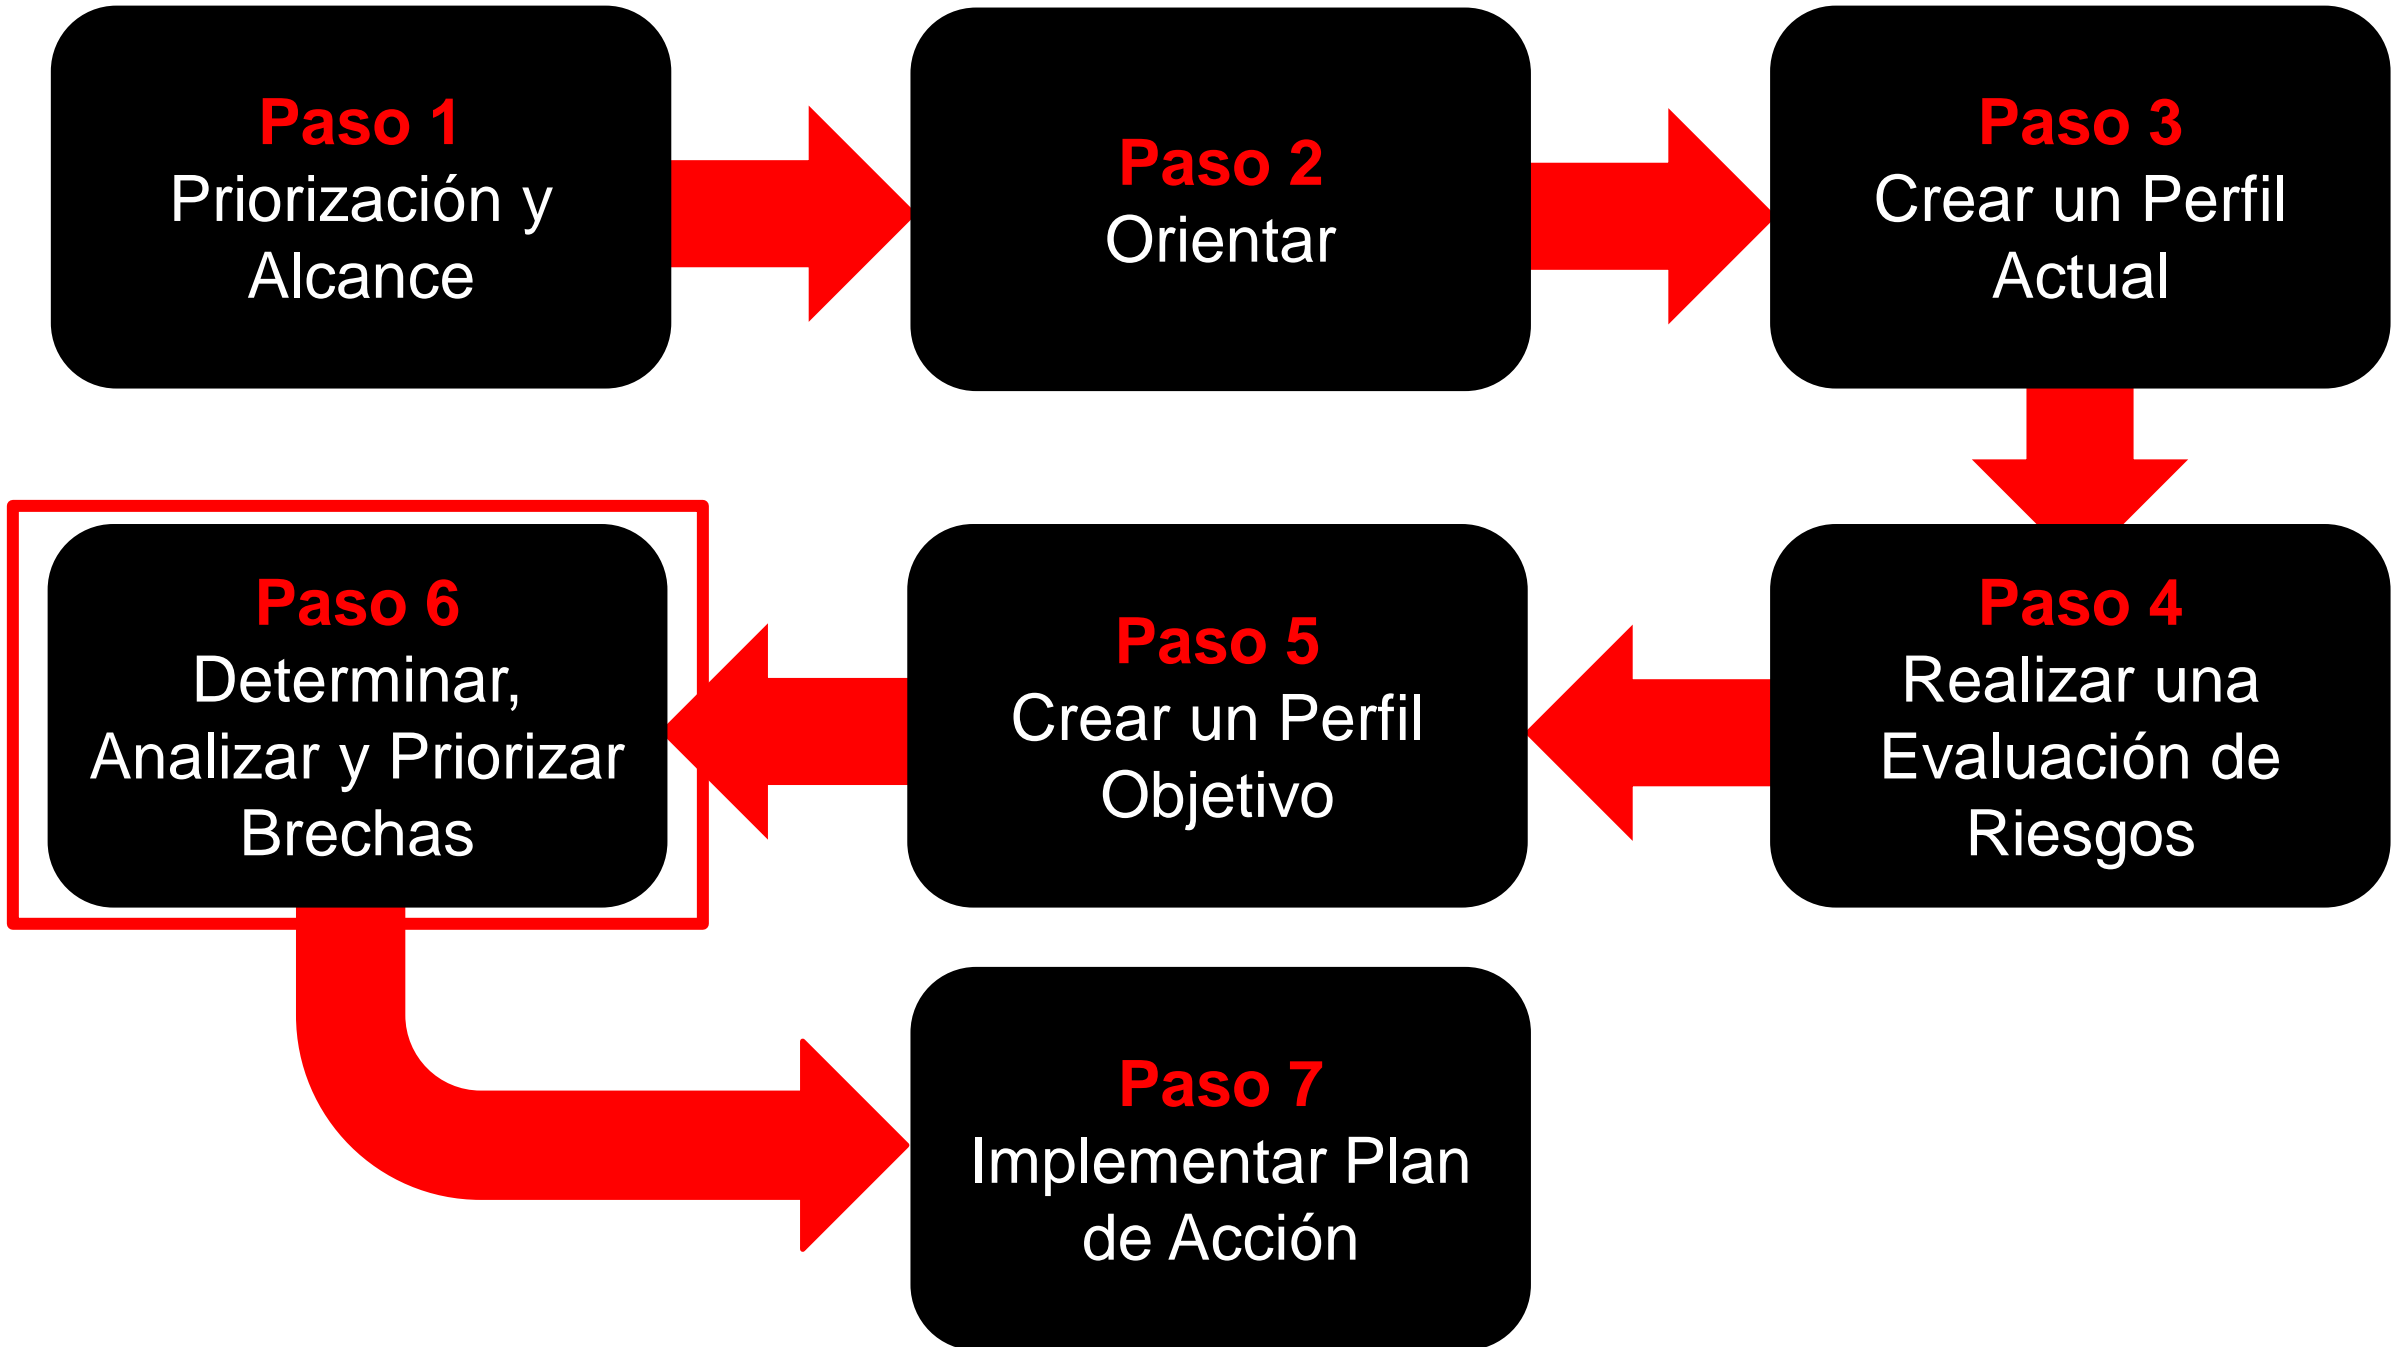 Paso 1
Priorización y
Alcance
Paso 2
Orientar
Paso 3
Crear un Perfil
Actual
Paso 4
Realizar una
Evaluación de
Riesgos
Paso 5
Crear un Perfil
Objetivo
Paso 6
Determinar,
Analizar y Priorizar
Brechas
Paso 7
Implementar Plan
de Acción